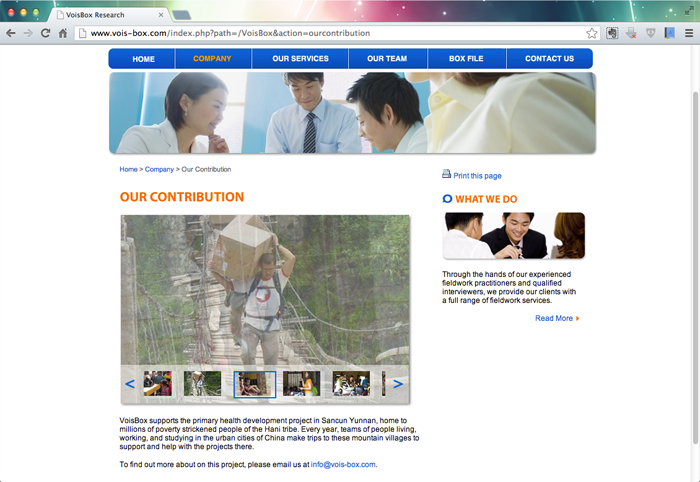 VoisBox Research
www.vois-box.com/index.php?path=/VoisBox&action=ourcontribution
HOME
COMPANY
OUR SERVICES
OUR TEAM
BOX FILE
CONTACT US
Home > Company > Our Contribution
Print this page
OUR CONTRIBUTION
WHAT WE DO
Through the hands of our experienced
fieldwork practitioners and qualified
interviewers, we provide our clients with
a full range of fieldwork services.
Read More
VoisBox supports the primary health development project in Sancun Yunnan, home to
millions of poverty strickened people of the Hani tribe. Every year, teams of people living,
working, and studying in the urban cities of China make trips to these mountain villages to
support and help with the projects there.
To find out more about on this project, please email us at info@vois-box.com.